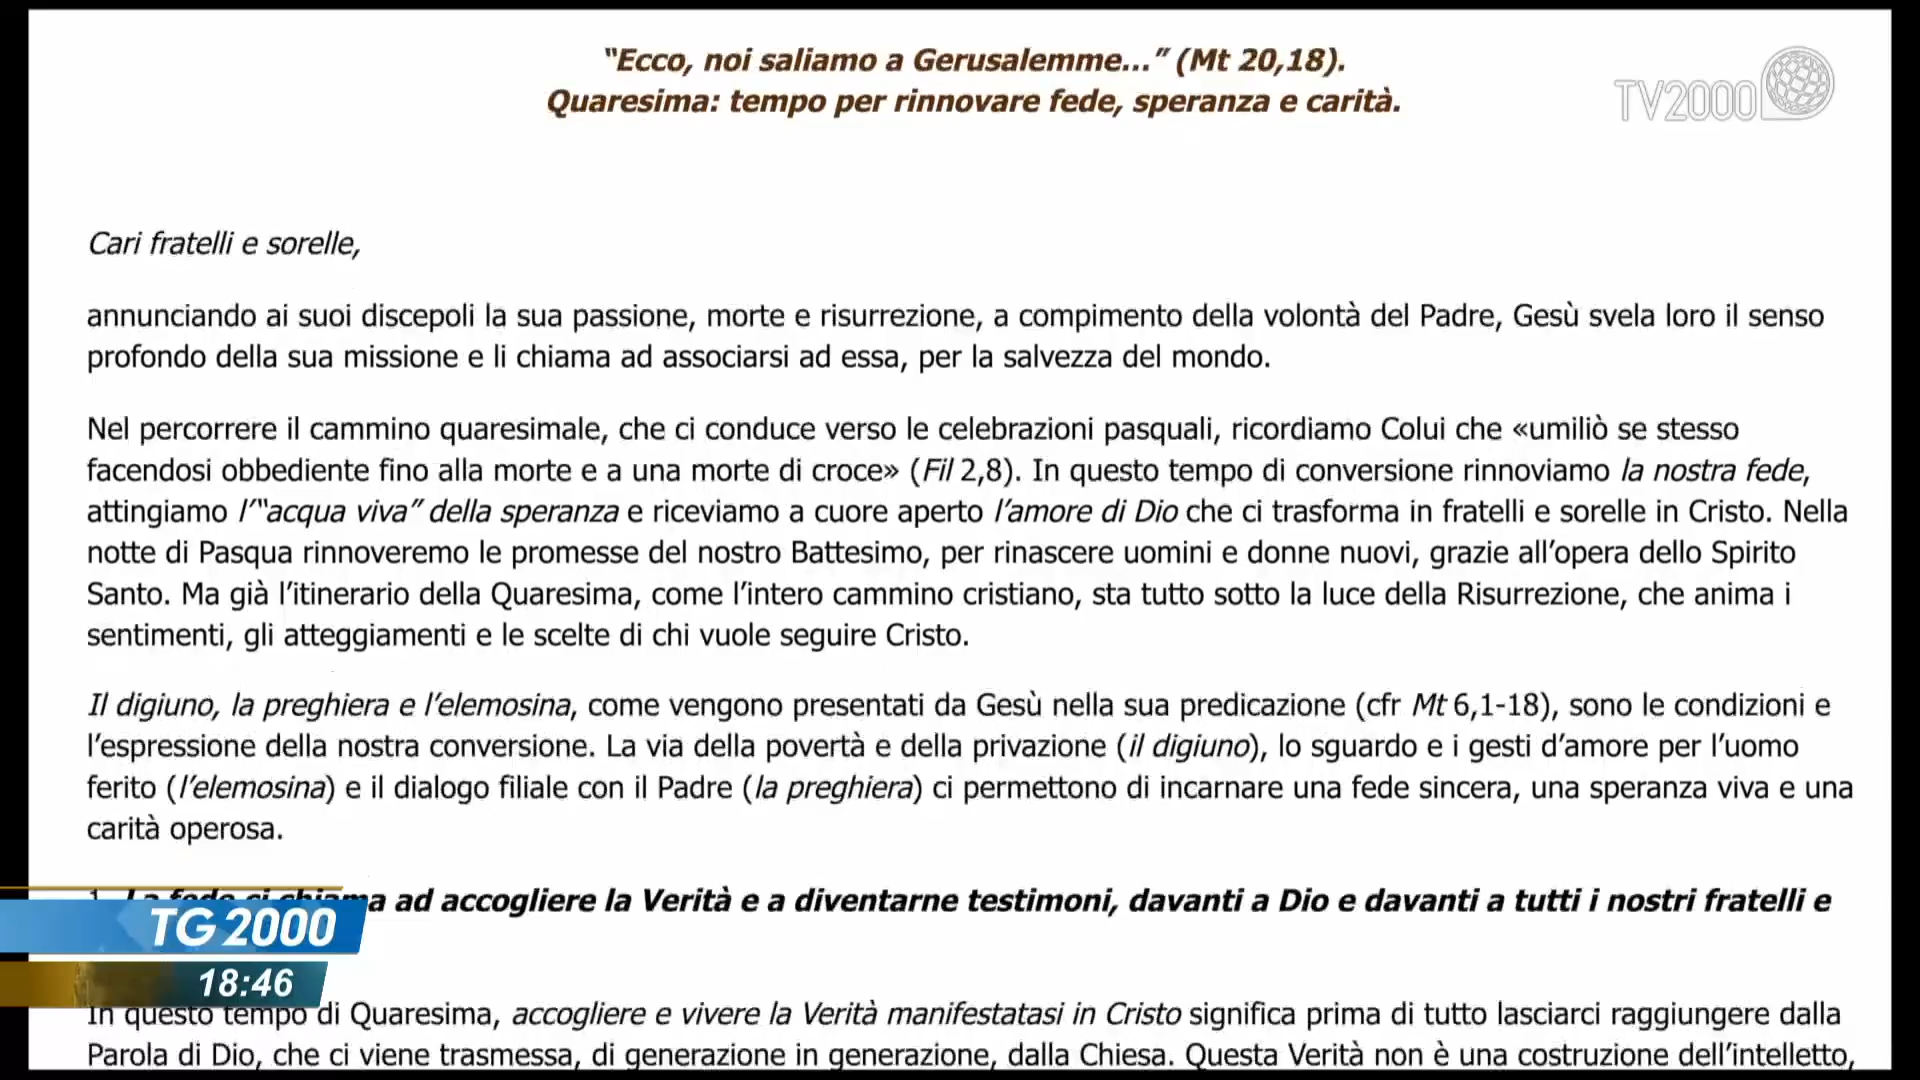 “Ecco, noi saliamo a Gerusalemme...” (Mt 20,18).
Quaresima: tempo per rinnovare fede, speranza e carità.
TV2000
Cari fratelli e sorelle,
annunciando ai suoi discepoli la sua passione, morte e risurrezione, a compimento della volontà del Padre, Gesù svela loro il senso
profondo della sua missione e li chiama ad associarsi ad essa, per la salvezza del mondo.
Nel percorrere il cammino quaresimale, che ci conduce verso le celebrazioni pasquali, ricordiamo Colui che «umiliò se stesso
facendosi obbediente fino alla morte e a una morte di croce» (Fil 2,8). In questo tempo di conversione rinnoviamo la nostra fede,
attingiamo l’“acqua viva” della speranza e riceviamo a cuore aperto l’amore di Dio che ci trasforma in fratelli e sorelle in Cristo. Nella
notte di Pasqua rinnoveremo le promesse del nostro Battesimo, per rinascere uomini e donne nuovi, grazie all’opera dello Spirito
Santo. Ma già l’itinerario della Quaresima, come l’intero cammino cristiano, sta tutto sotto la luce della Risurrezione, che anima i
sentimenti, gli atteggiamenti e le scelte di chi vuole seguire Cristo.
Il digiuno, la preghiera e l’elemosina, come vengono presentati da Gesù nella sua predicazione (cfr Mt 6,1-18), sono le condizioni e
l’espressione della nostra conversione. La via della povertà e della privazione (il digiuno), lo sguardo e i gesti d’amore per l’uomo
ferito (l’elemosina) e il dialogo filiale con il Padre (la preghiera) ci permettono di incarnare una fede sincera, una speranza viva e una
carità operosa.
1. La fede ci chiama ad accogliere la Verità e a diventarne testimoni, davanti a Dio e davanti a tutti i nostri fratelli e
TG 2000
18:46
In questo tempo di Quaresima, accogliere e vivere la Verità manifestatasi in Cristo significa prima di tutto lasciarci raggiungere dalla
Parola di Dio, che ci viene trasmessa, di generazione in generazione, dalla Chiesa. Questa Verità non è una costruzione dell’intelletto,